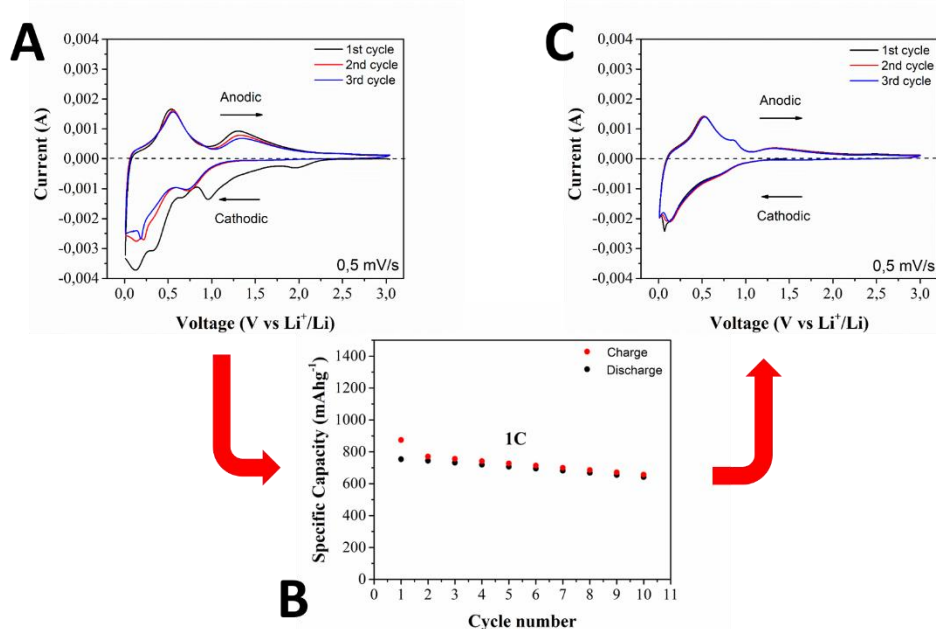 A
0,004
0,003
0,002
0,001
0,000
-0,001
-0,002
-0,003
-0,004
Current (A)
1st cycle
2nd cycle
3rd cycle
Anodic
Cathodic
0,5 mV/s
0,0 0,5 1,0 1,5 2,0 2,5 3,0
Voltage (V vs Li⁺/Li)
C
0,004
0,003
0,002
0,001
0,000
-0,001
-0,002
-0,003
-0,004
Current (A)
1st cycle
2nd cycle
3rd cycle
Anodic
Cathodic
0,5 mV/s
0,0 0,5 1,0 1,5 2,0 2,5 3,0
Voltage (V vs Li⁺/Li)
B
1400
1200
1000
800
600
400
200
0
Specific Capacity (mAhg⁻¹)
Charge
Discharge
1C
0 1 2 3 4 5 6 7 8 9 10 11
Cycle number